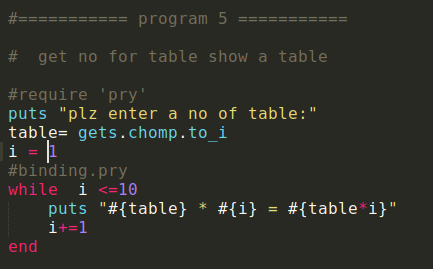 #=========== program 5 ===========
#  get no for table show a table
#require 'pry'
puts "plz enter a no of table:"
table= gets.chomp.to_i
i = 1
#binding.pry
while  i <=10
    puts "#{table} * #{i} = #{table*i}"
    i+=1
end